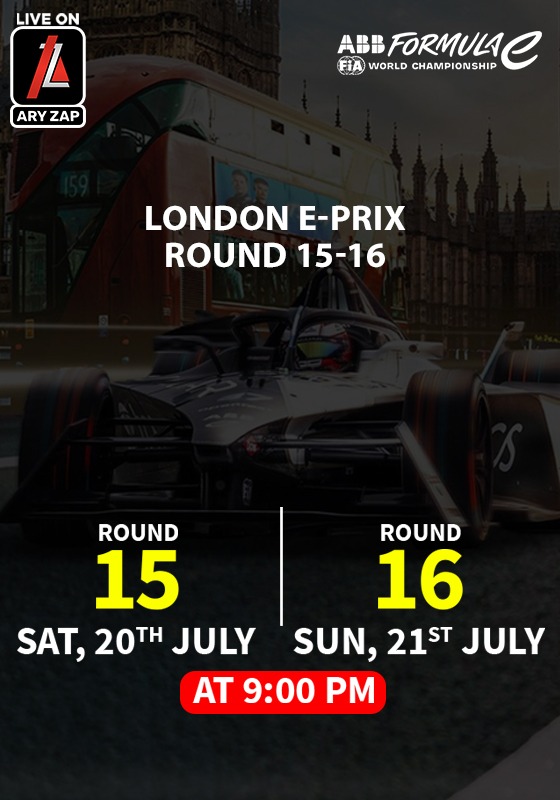 LIVE ON
ARY ZAP
ABB FORMULA E
FIA WORLD CHAMPIONSHIP
159
LONDON E-PRIX
ROUND 15-16
ROUND
15
SAT, 20TH JULY
ROUND
16
SUN, 21ST JULY
AT 9:00 PM